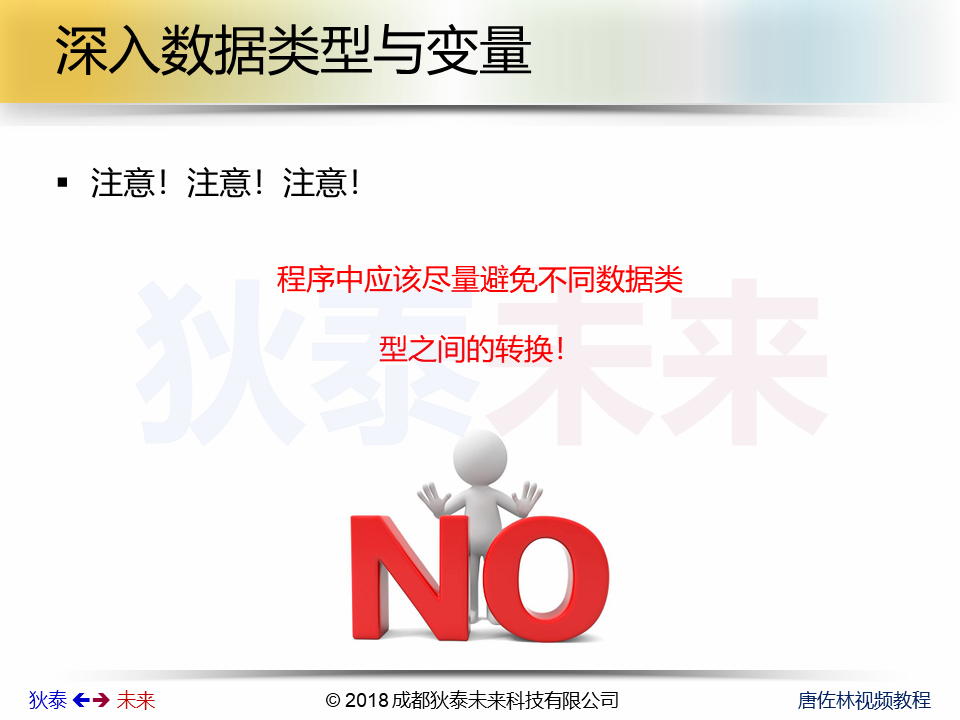 深入数据类型与变量
▪ 注意！注意！注意！
程序中应该尽量避免不同数据类
型之间的转换！
狄泰未来
NO
狄泰 未来
© 2018 成都狄泰未来科技有限公司
唐佐林视频教程